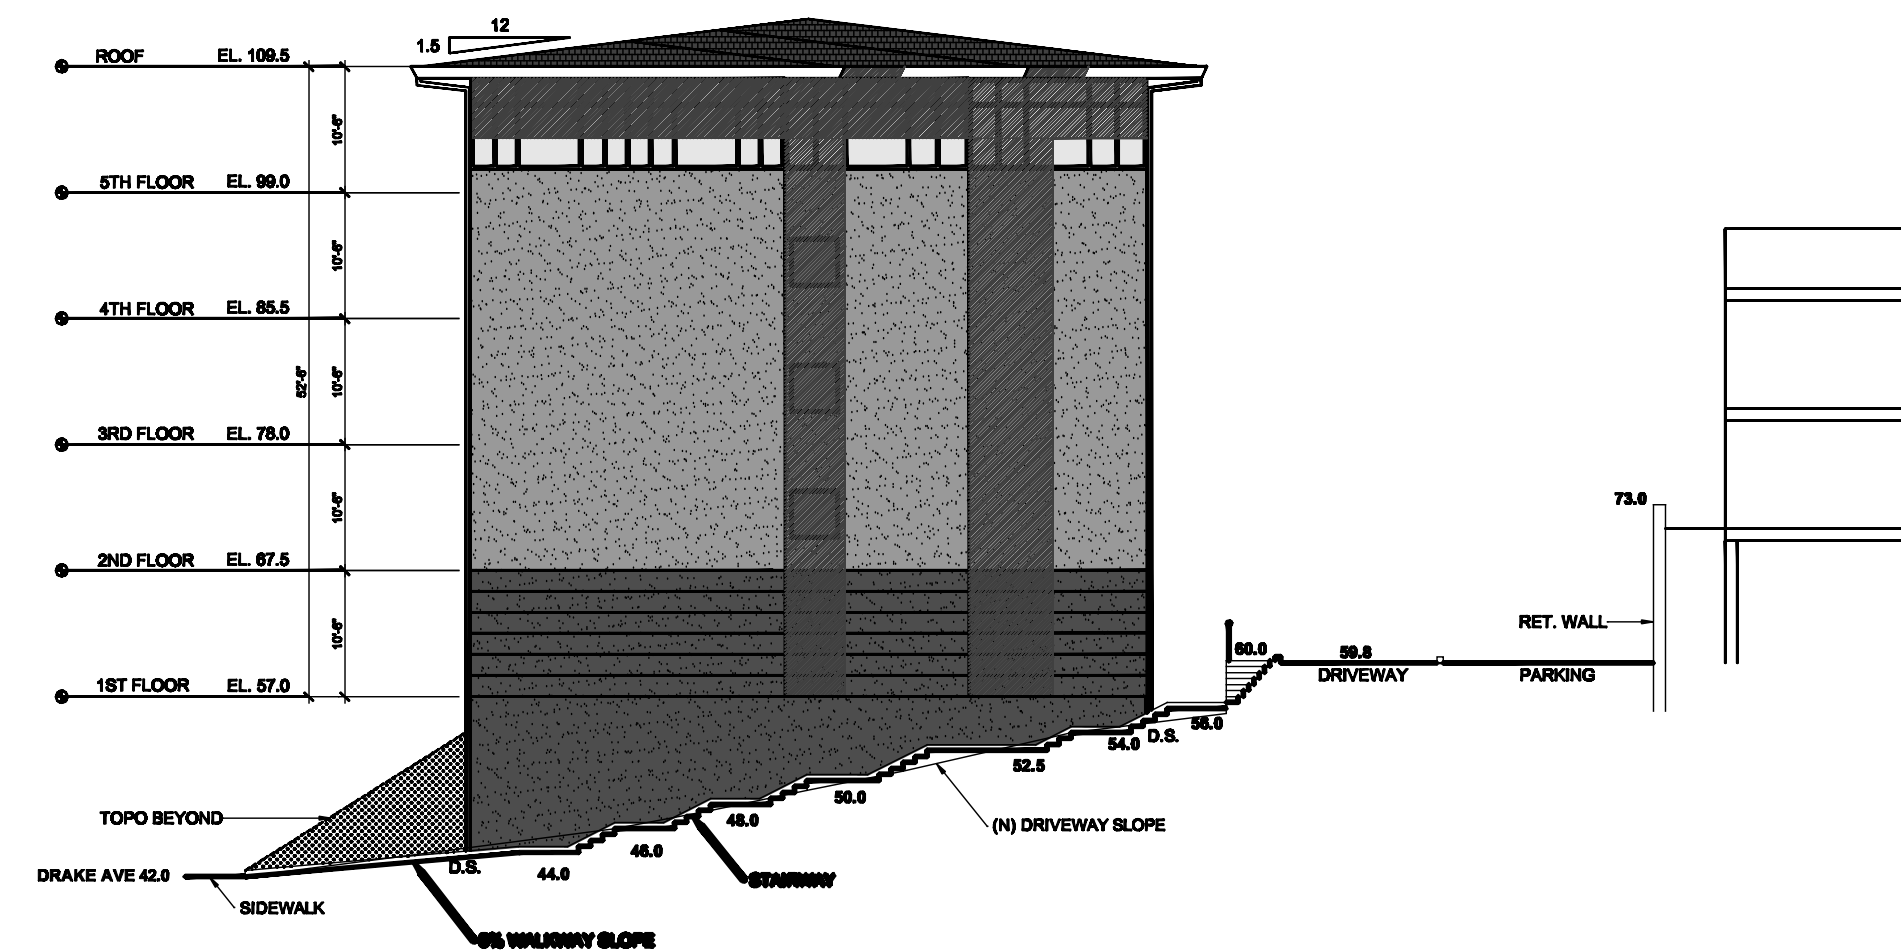 12
1.5
ROOF EL. 109.5
10'-6"
5TH FLOOR EL. 99.0
10'-6"
4TH FLOOR EL. 85.5
52'-6"
10'-6"
3RD FLOOR EL. 78.0
10'-6"
2ND FLOOR EL. 67.5
10'-6"
1ST FLOOR EL. 57.0
73.0
RET. WALL
60.0
59.8
DRIVEWAY
PARKING
56.0
D.S.
54.0
52.5
50.0
48.0
46.0
44.0
D.S.
(N) DRIVEWAY SLOPE
TOPO BEYOND
DRAKE AVE 42.0
STAIRWAY
SIDEWALK
5% WALKWAY SLOPE